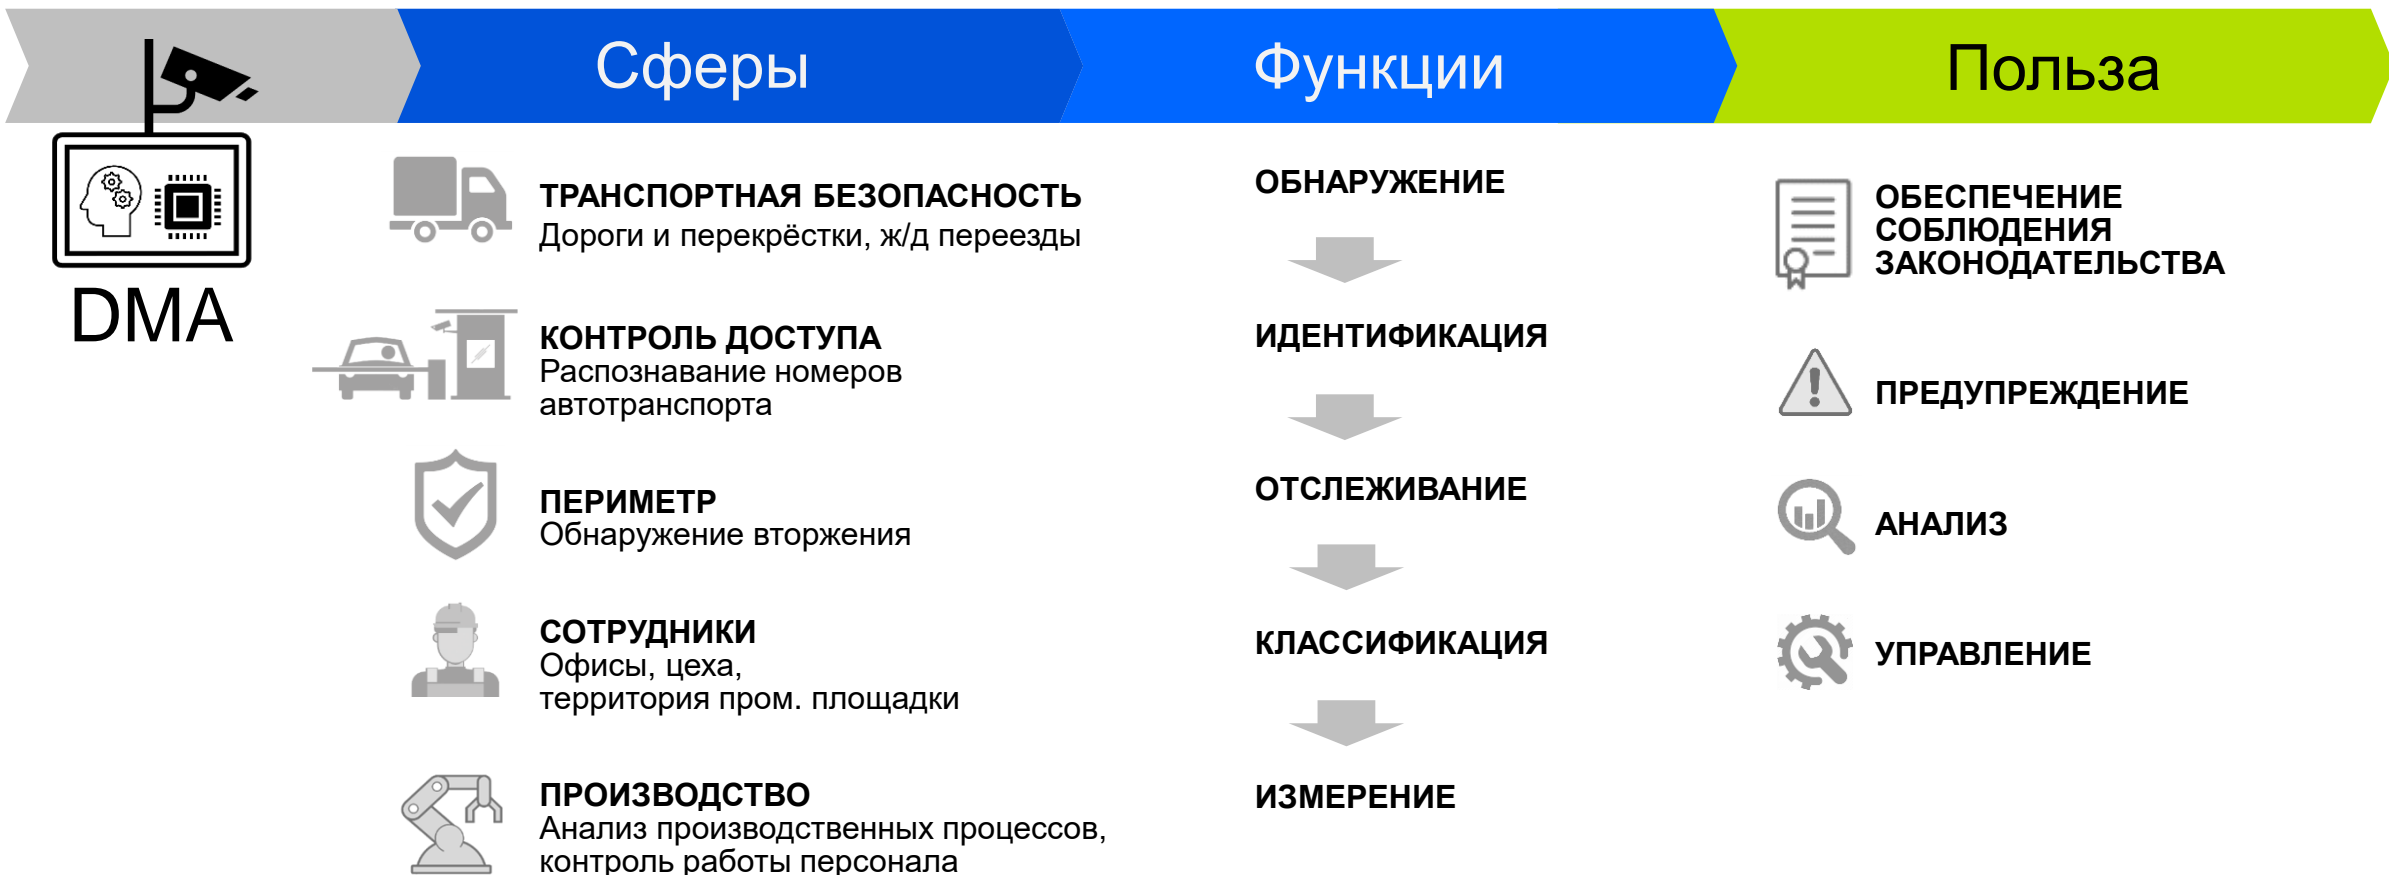 Сферы
Функции
Польза
DMA
ТРАНСПОРТНАЯ БЕЗОПАСНОСТЬ
Дороги и перекрёстки, ж/д переезды
КОНТРОЛЬ ДОСТУПА
Распознавание номеров
автотранспорта
ПЕРИМЕТР
Обнаружение вторжения
СОТРУДНИКИ
Офисы, цеха,
территория пром. площадки
ПРОИЗВОДСТВО
Анализ производственных процессов,
контроль работы персонала
ОБНАРУЖЕНИЕ
ИДЕНТИФИКАЦИЯ
ОТСЛЕЖИВАНИЕ
КЛАССИФИКАЦИЯ
ИЗМЕРЕНИЕ
ОБЕСПЕЧЕНИЕ
СОБЛЮДЕНИЯ
ЗАКОНОДАТЕЛЬСТВА
ПРЕДУПРЕЖДЕНИЕ
АНАЛИЗ
УПРАВЛЕНИЕ